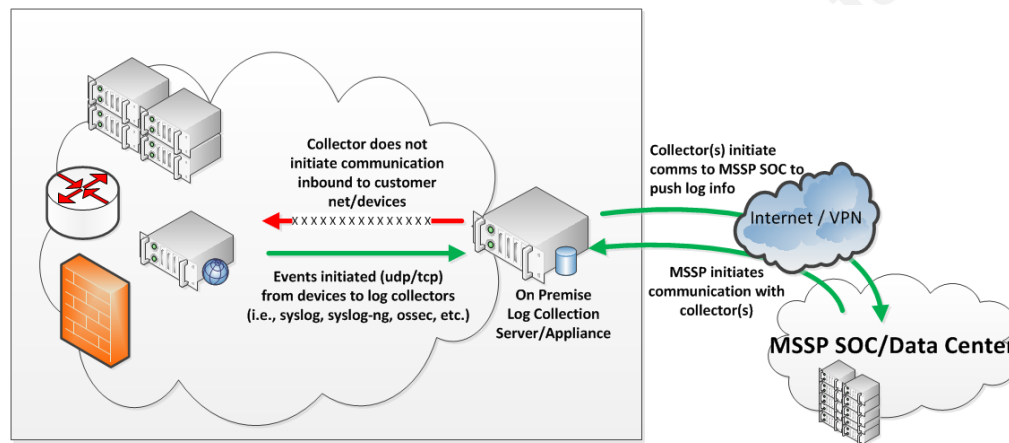 Collector does not
initiate communication
inbound to customer
net/devices
X X X X X X X X X X X X X X X
Events initiated (udp/tcp)
from devices to log collectors
(i.e., syslog, syslog-ng, ossec, etc.)
On Premise
Log Collection
Server/Appliance
Collector(s) initiate
comms to MSSP SOC to
push log info
Internet / VPN
MSSP initiates
communication with
collector(s)
MSSP SOC/Data Center